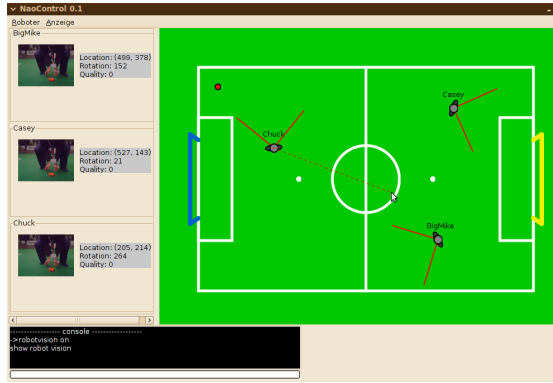 NaoControl 0.1
Roboter Anzeige
BigMike
Location: (499, 378)
Rotation: 152
Quality: 0
Casey
Location: (527, 143)
Rotation: 21
Quality: 0
Chuck
Location: (205, 214)
Rotation: 264
Quality: 0
Casey
Chuck
BigMike
------------------ console ------------------
->robotvision on
show robot vision